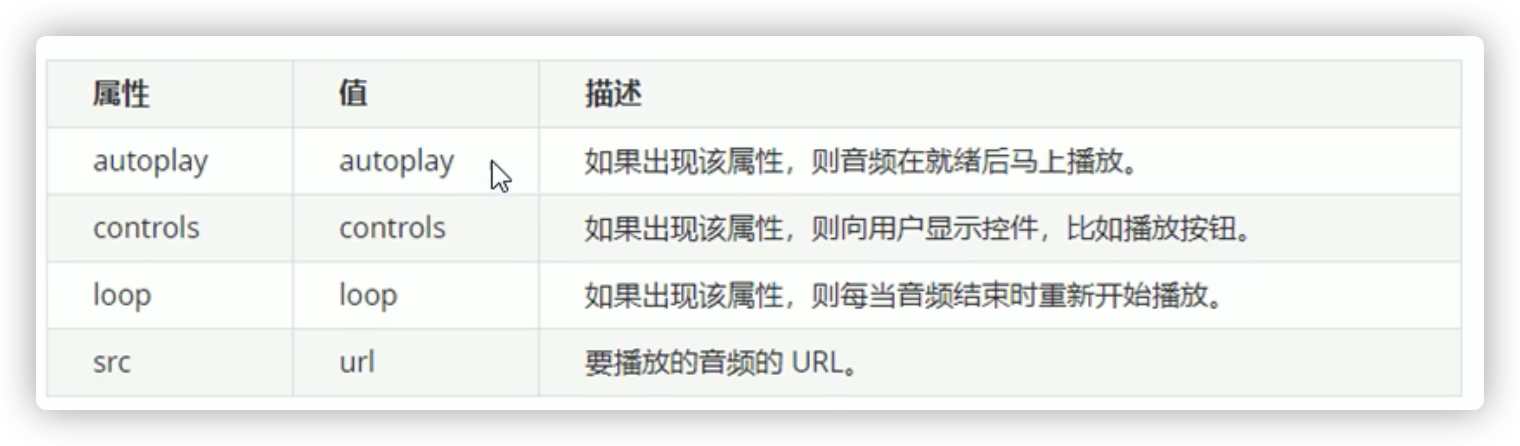 属性 值 描述
autoplay autoplay 如果出现该属性，则音频在就绪后马上播放。
controls controls 如果出现该属性，则向用户显示控件，比如播放按钮。
loop loop 如果出现该属性，则每当音频结束时重新开始播放。
src url 要播放的音频的 URL。